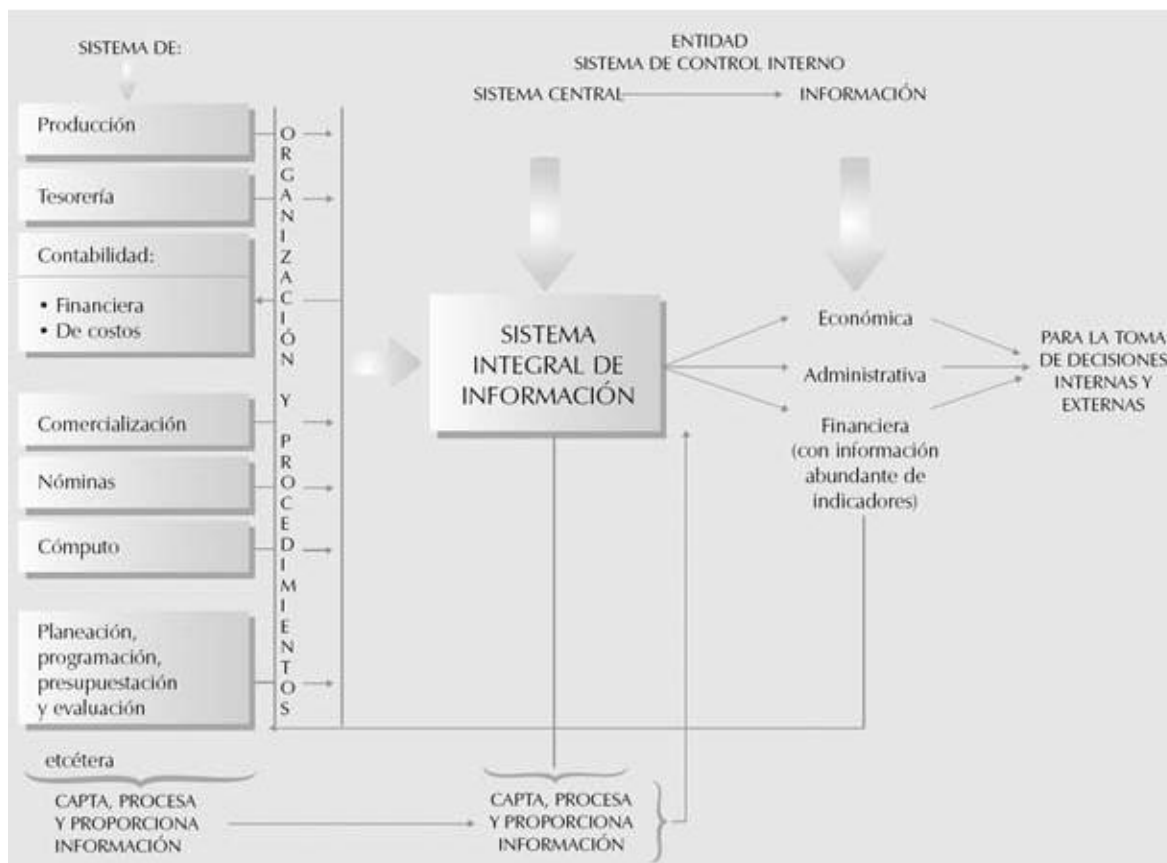 SISTEMA DE:
Producción
Tesorería
Contabilidad:
• Financiera
• De costos
Comercialización
Nóminas
Cómputo
Planeación,
programación,
presupuestación
y evaluación
etcétera
CAPTA, PROCESA
Y PROPORCIONA
INFORMACIÓN
ORGANIZACIÓN Y PROCEDIMIENTOS
ENTIDAD
SISTEMA DE CONTROL INTERNO
SISTEMA CENTRAL
INFORMACIÓN
SISTEMA
INTEGRAL DE
INFORMACIÓN
CAPTA, PROCESA
Y PROPORCIONA
INFORMACIÓN
Económica
Administrativa
Financiera
(con información
abundante de
indicadores)
PARA LA TOMA
DE DECISIONES
INTERNAS Y
EXTERNAS